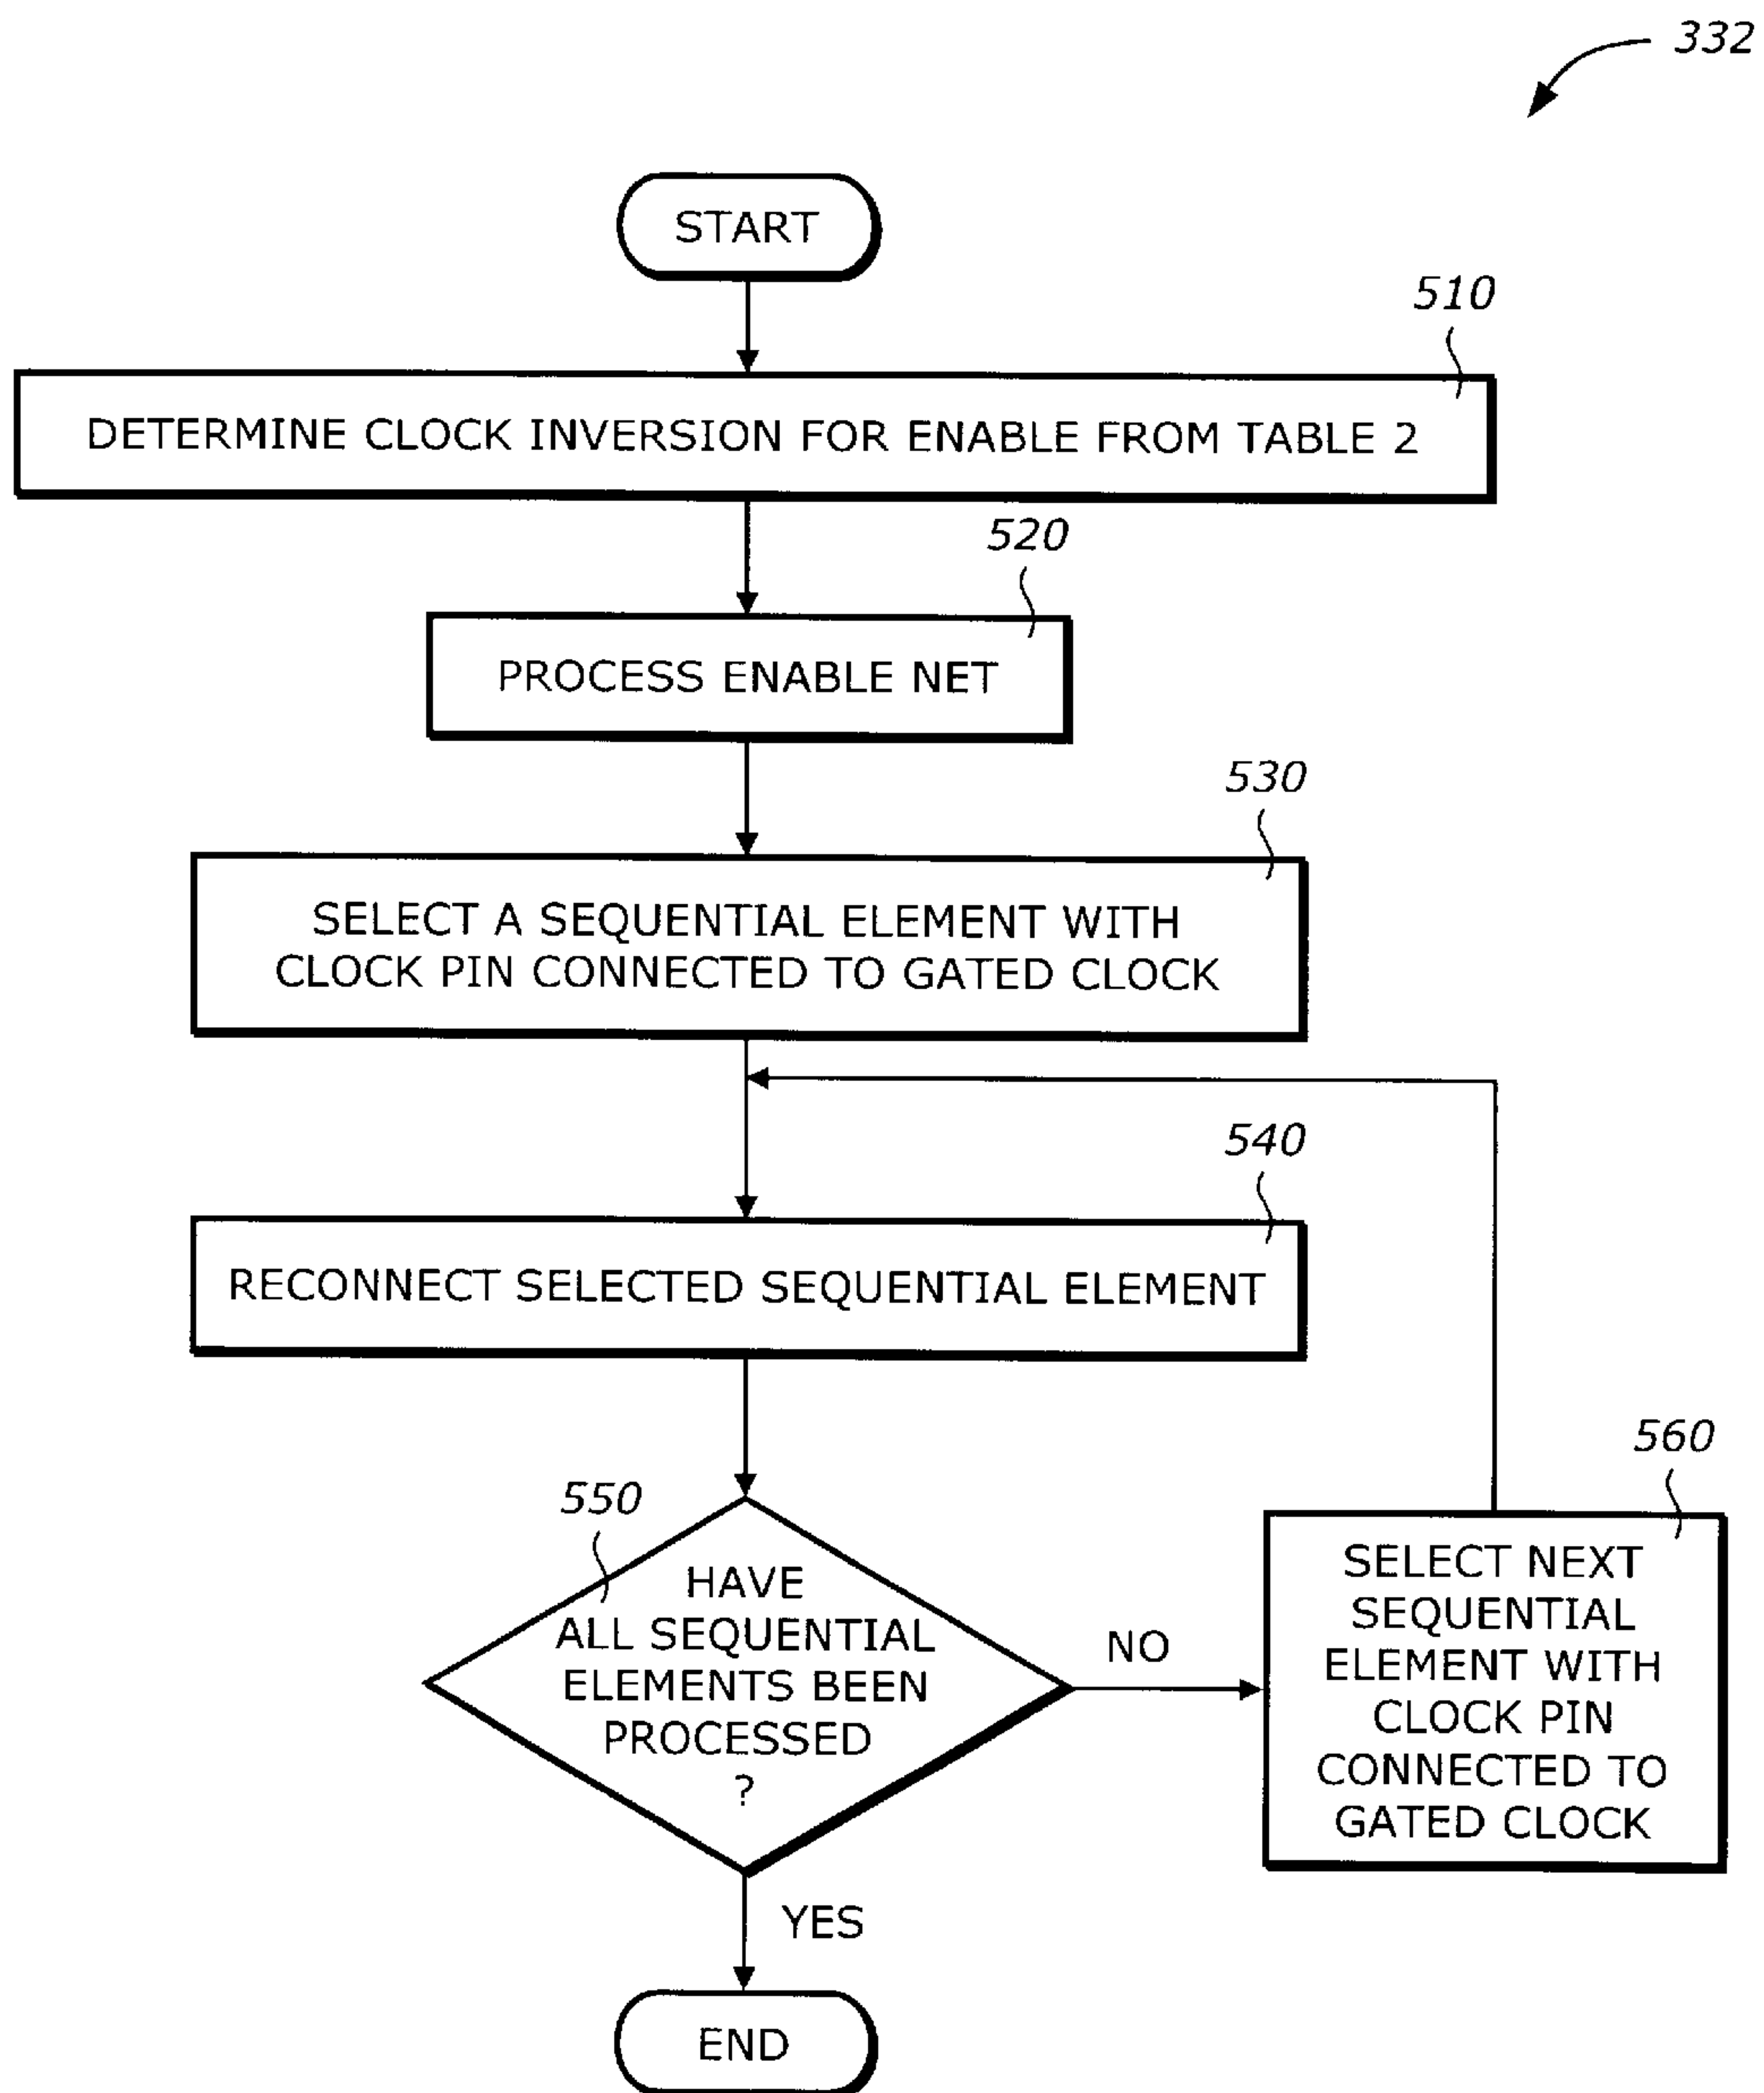 332
START
510
DETERMINE CLOCK INVERSION FOR ENABLE FROM TABLE 2
520
PROCESS ENABLE NET
530
SELECT A SEQUENTIAL ELEMENT WITH
CLOCK PIN CONNECTED TO GATED CLOCK
540
RECONNECT SELECTED SEQUENTIAL ELEMENT
550
HAVE
ALL SEQUENTIAL
ELEMENTS BEEN
PROCESSED
?
NO
560
SELECT NEXT
SEQUENTIAL
ELEMENT WITH
CLOCK PIN
CONNECTED TO
GATED CLOCK
YES
END